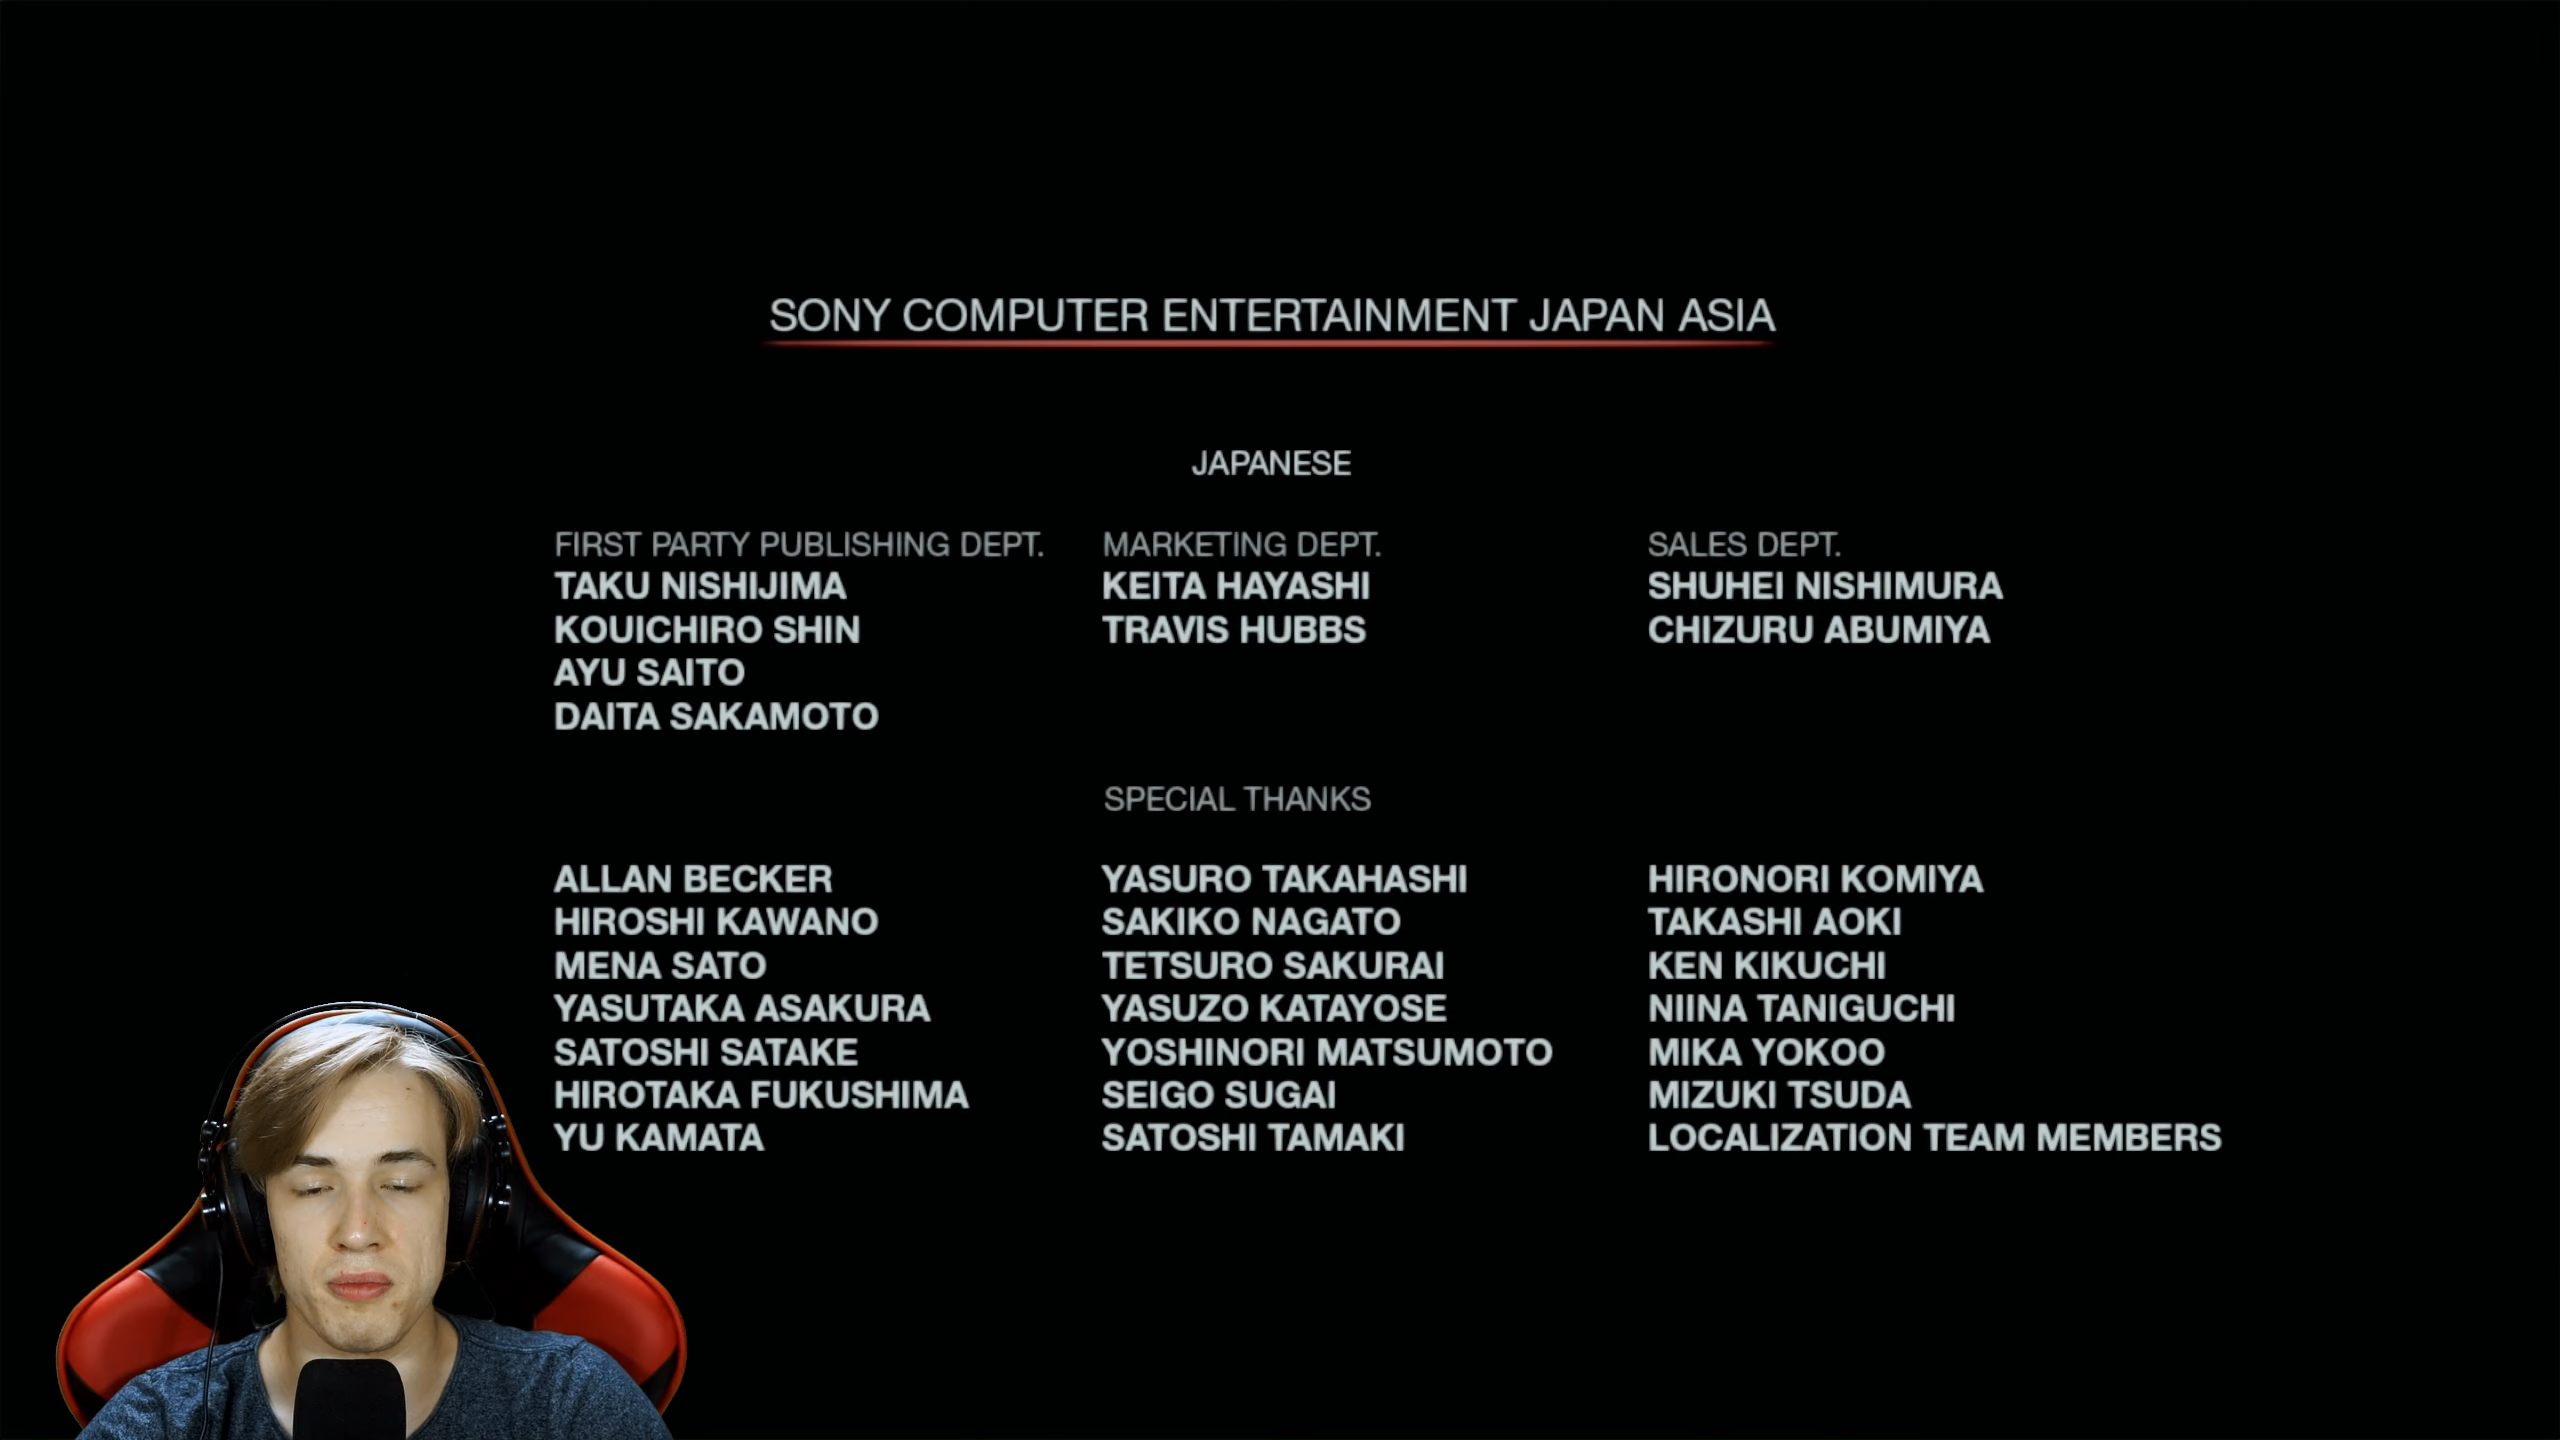 SONY COMPUTER ENTERTAINMENT JAPAN ASIA
JAPANESE
FIRST PARTY PUBLISHING DEPT.
TAKU NISHIJIMA
KOUICHIRO SHIN
AYU SAITO
DAITA SAKAMOTO
MARKETING DEPT.
KEITA HAYASHI
TRAVIS HUBBS
SALES DEPT.
SHUHEI NISHIMURA
CHIZURU ABUMIYA
SPECIAL THANKS
ALLAN BECKER
HIROSHI KAWANO
MENA SATO
YASUTAKA ASAKURA
SATOSHI SATAKE
HIROTAKA FUKUSHIMA
YU KAMATA
YASURO TAKAHASHI
SAKIKO NAGATO
TETSURO SAKURAI
YASUZO KATAYOSE
YOSHINORI MATSUMOTO
SEIGO SUGAI
SATOSHI TAMAKI
HIRONORI KOMIYA
TAKASHI AOKI
KEN KIKUCHI
NIINA TANIGUCHI
MIKA YOKOO
MIZUKI TSUDA
LOCALIZATION TEAM MEMBERS